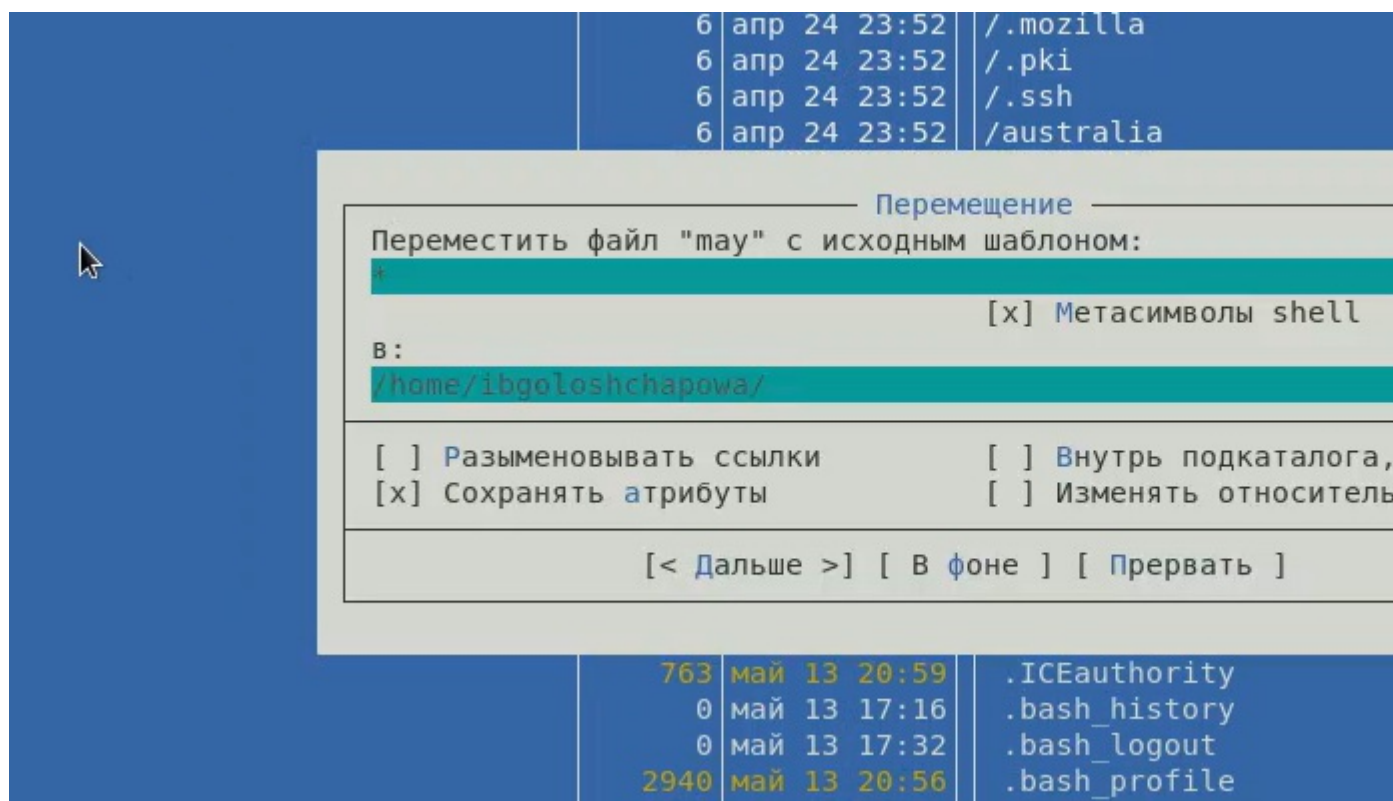 6 апр 24 23:52 /.mozilla
6 апр 24 23:52 /.pki
6 апр 24 23:52 /.ssh
6 апр 24 23:52 /australia
Перемещение
Переместить файл "may" с исходным шаблоном:
*
[x] Метасимволы shell
в:
/home/ibgoloshchapowa/
[ ] Разыменовывать ссылки [ ] Внутрь подкаталога,
[x] Сохранять атрибуты [ ] Изменять относитель
[< Дальше >] [ В фоне ] [ Прервать ]
763 май 13 20:59 .ICEauthority
0 май 13 17:16 .bash_history
0 май 13 17:32 .bash_logout
2940 май 13 20:56 .bash_profile